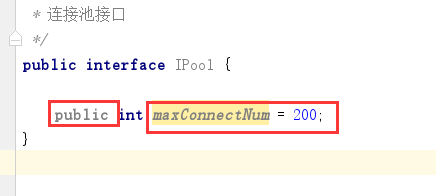 * 连接池接口
*/
public interface IPool {
public int maxConnectNum = 200;
}